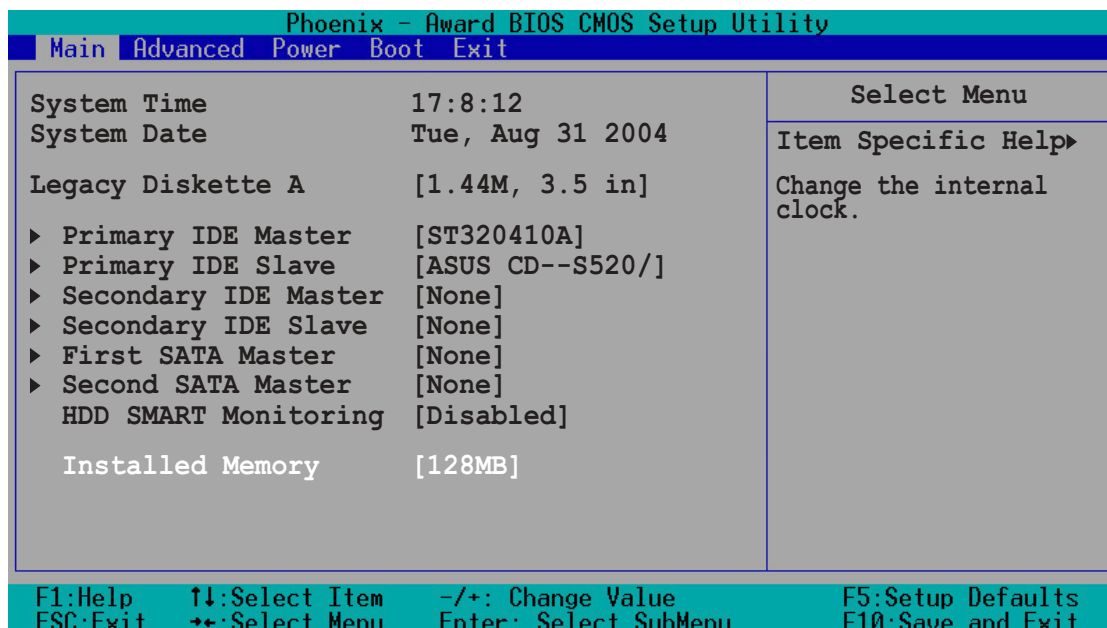 Phoenix - Award BIOS CMOS Setup Utility
Main Advanced Power Boot Exit
System Time 17:8:12
System Date Tue, Aug 31 2004
Legacy Diskette A [1.44M, 3.5 in]
Primary IDE Master [ST320410A]
Primary IDE Slave [ASUS CD--S520/]
Secondary IDE Master [None]
Secondary IDE Slave [None]
First SATA Master [None]
Second SATA Master [None]
HDD SMART Monitoring [Disabled]
Installed Memory [128MB]
Select Menu
Item Specific Help
Change the internal
clock.
F1:Help ↑↓:Select Item -/+: Change Value F5:Setup Defaults
ESC:Exit →←:Select Menu Enter: Select SubMenu F10:Save and Exit